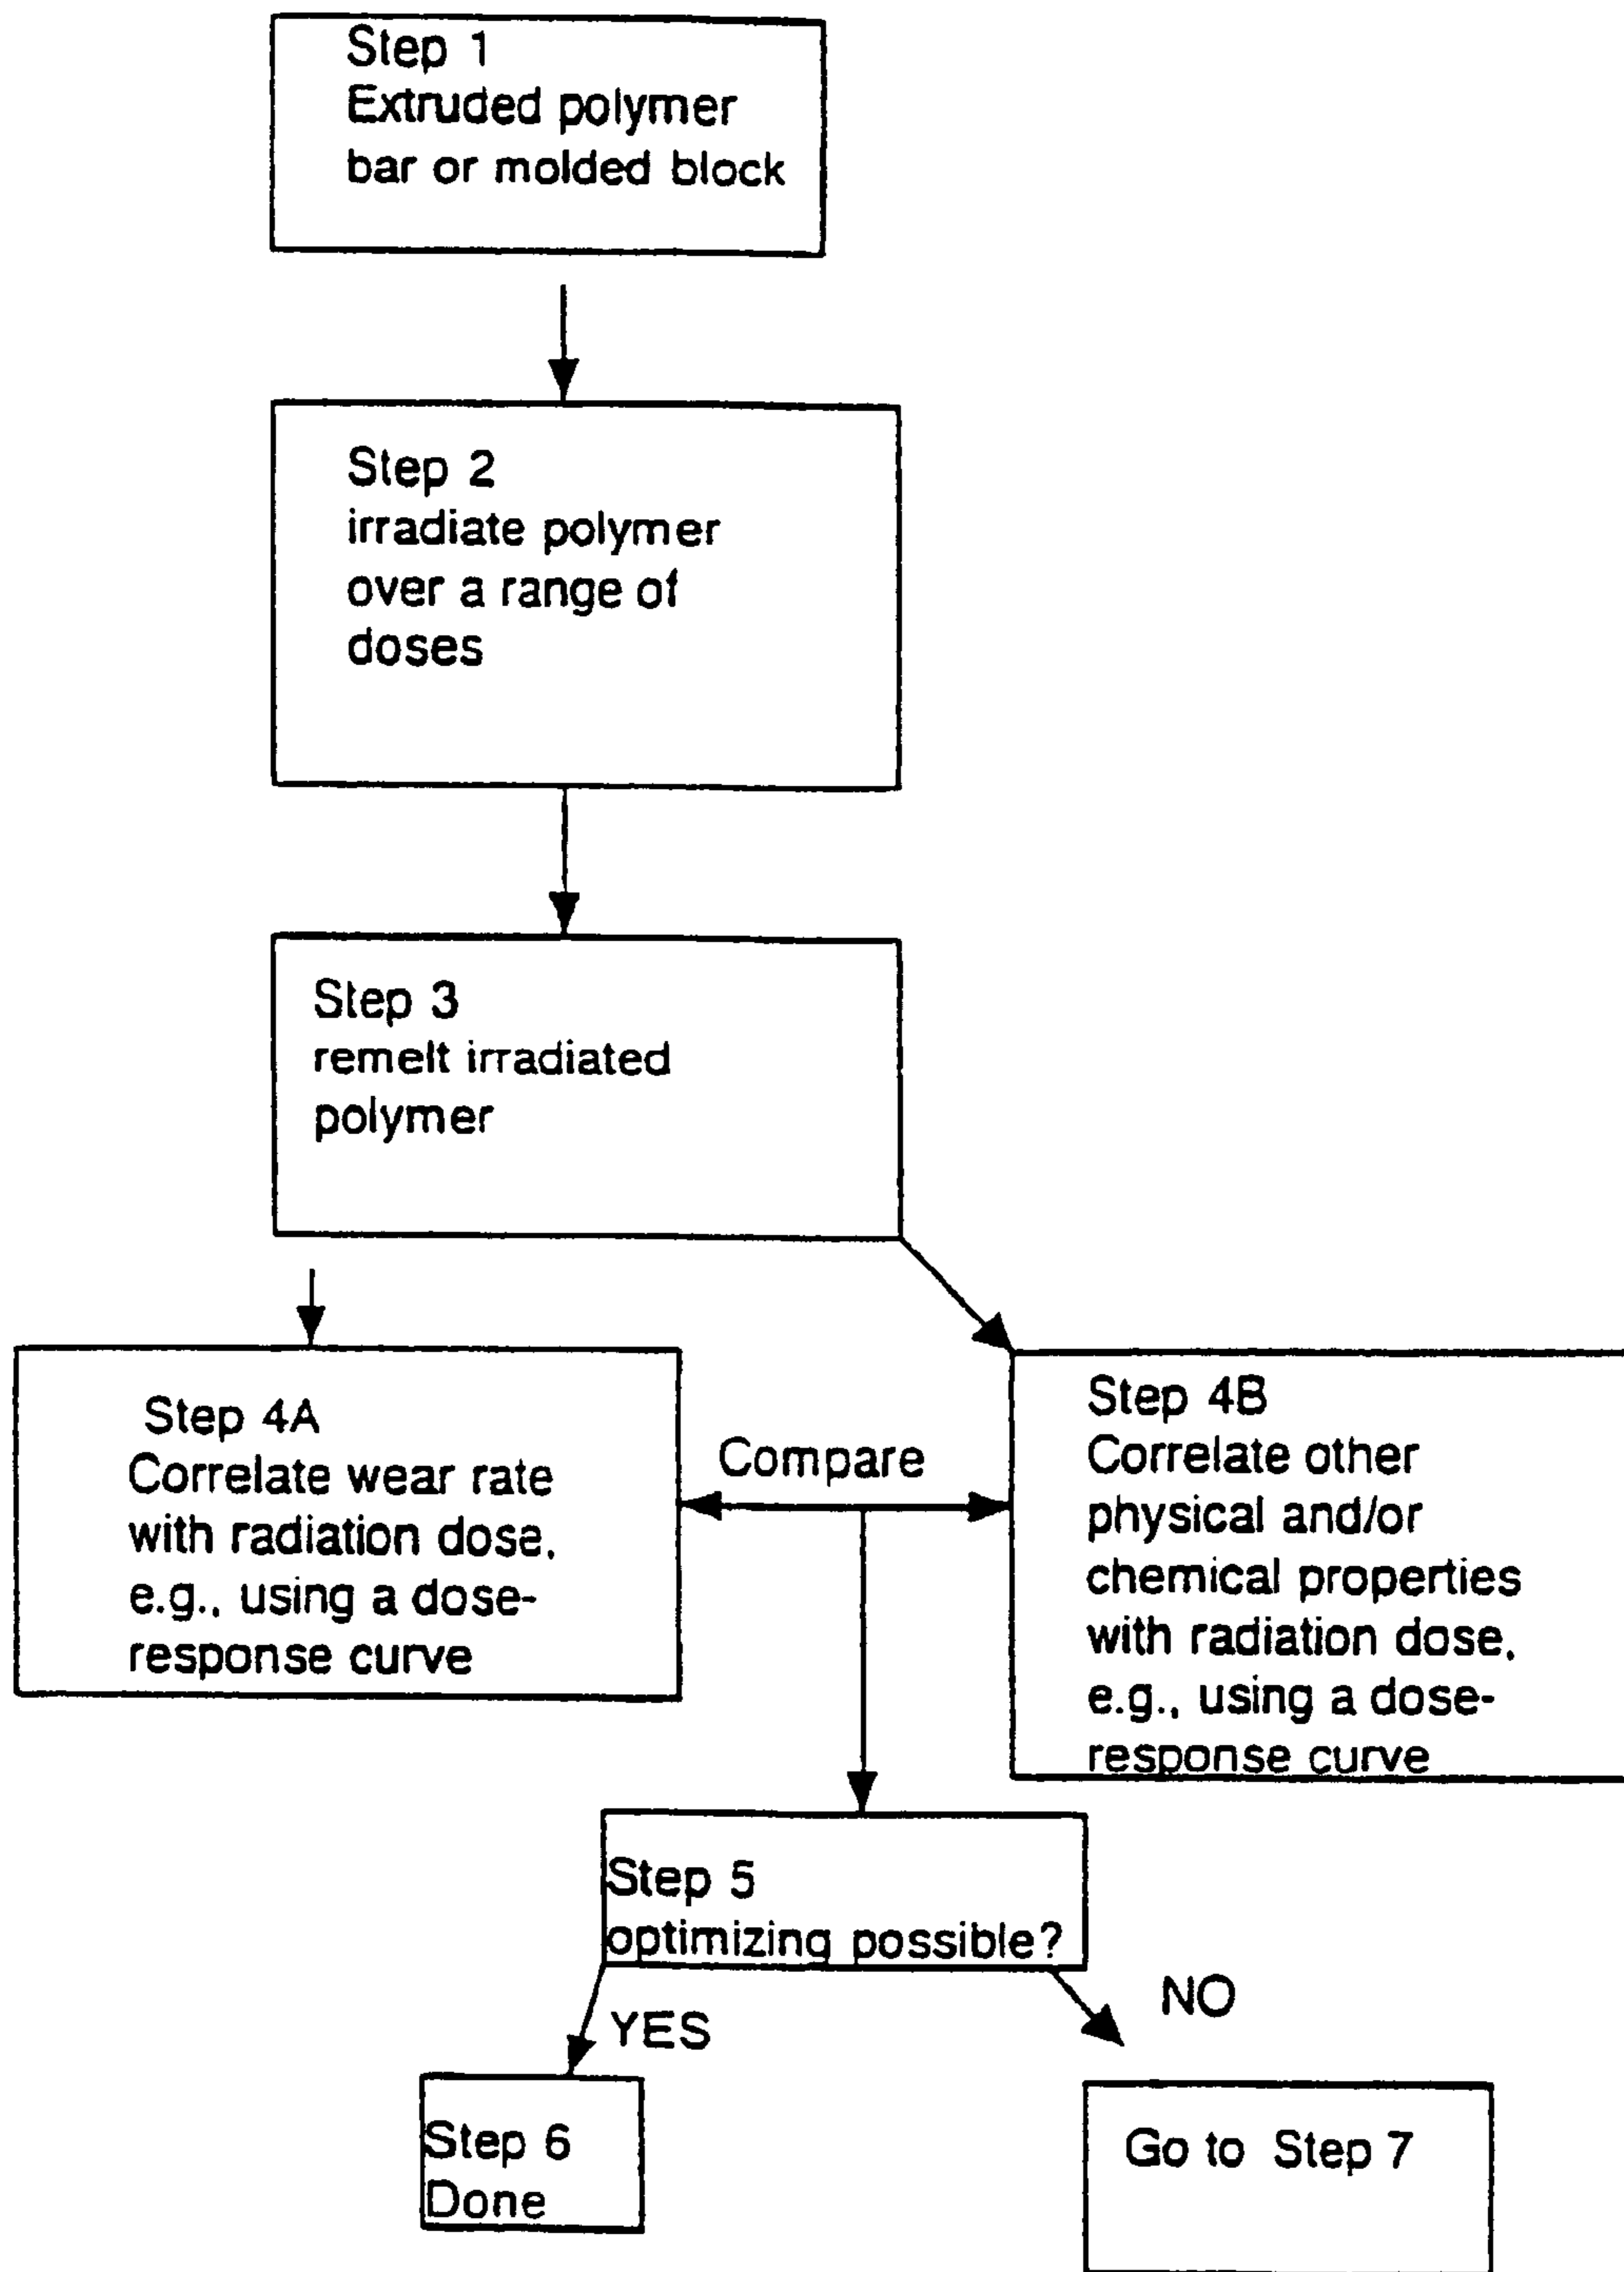 Step 1
Extruded polymer
bar or molded block
Step 2
irradiate polymer
over a range of
doses
Step 3
remelt irradiated
polymer
Step 4A
Correlate wear rate
with radiation dose,
e.g., using a dose-
response curve
Compare
Step 4B
Correlate other
physical and/or
chemical properties
with radiation dose,
e.g., using a dose-
response curve
Step 5
optimizing possible?
YES
NO
Step 6
Done
Go to Step 7